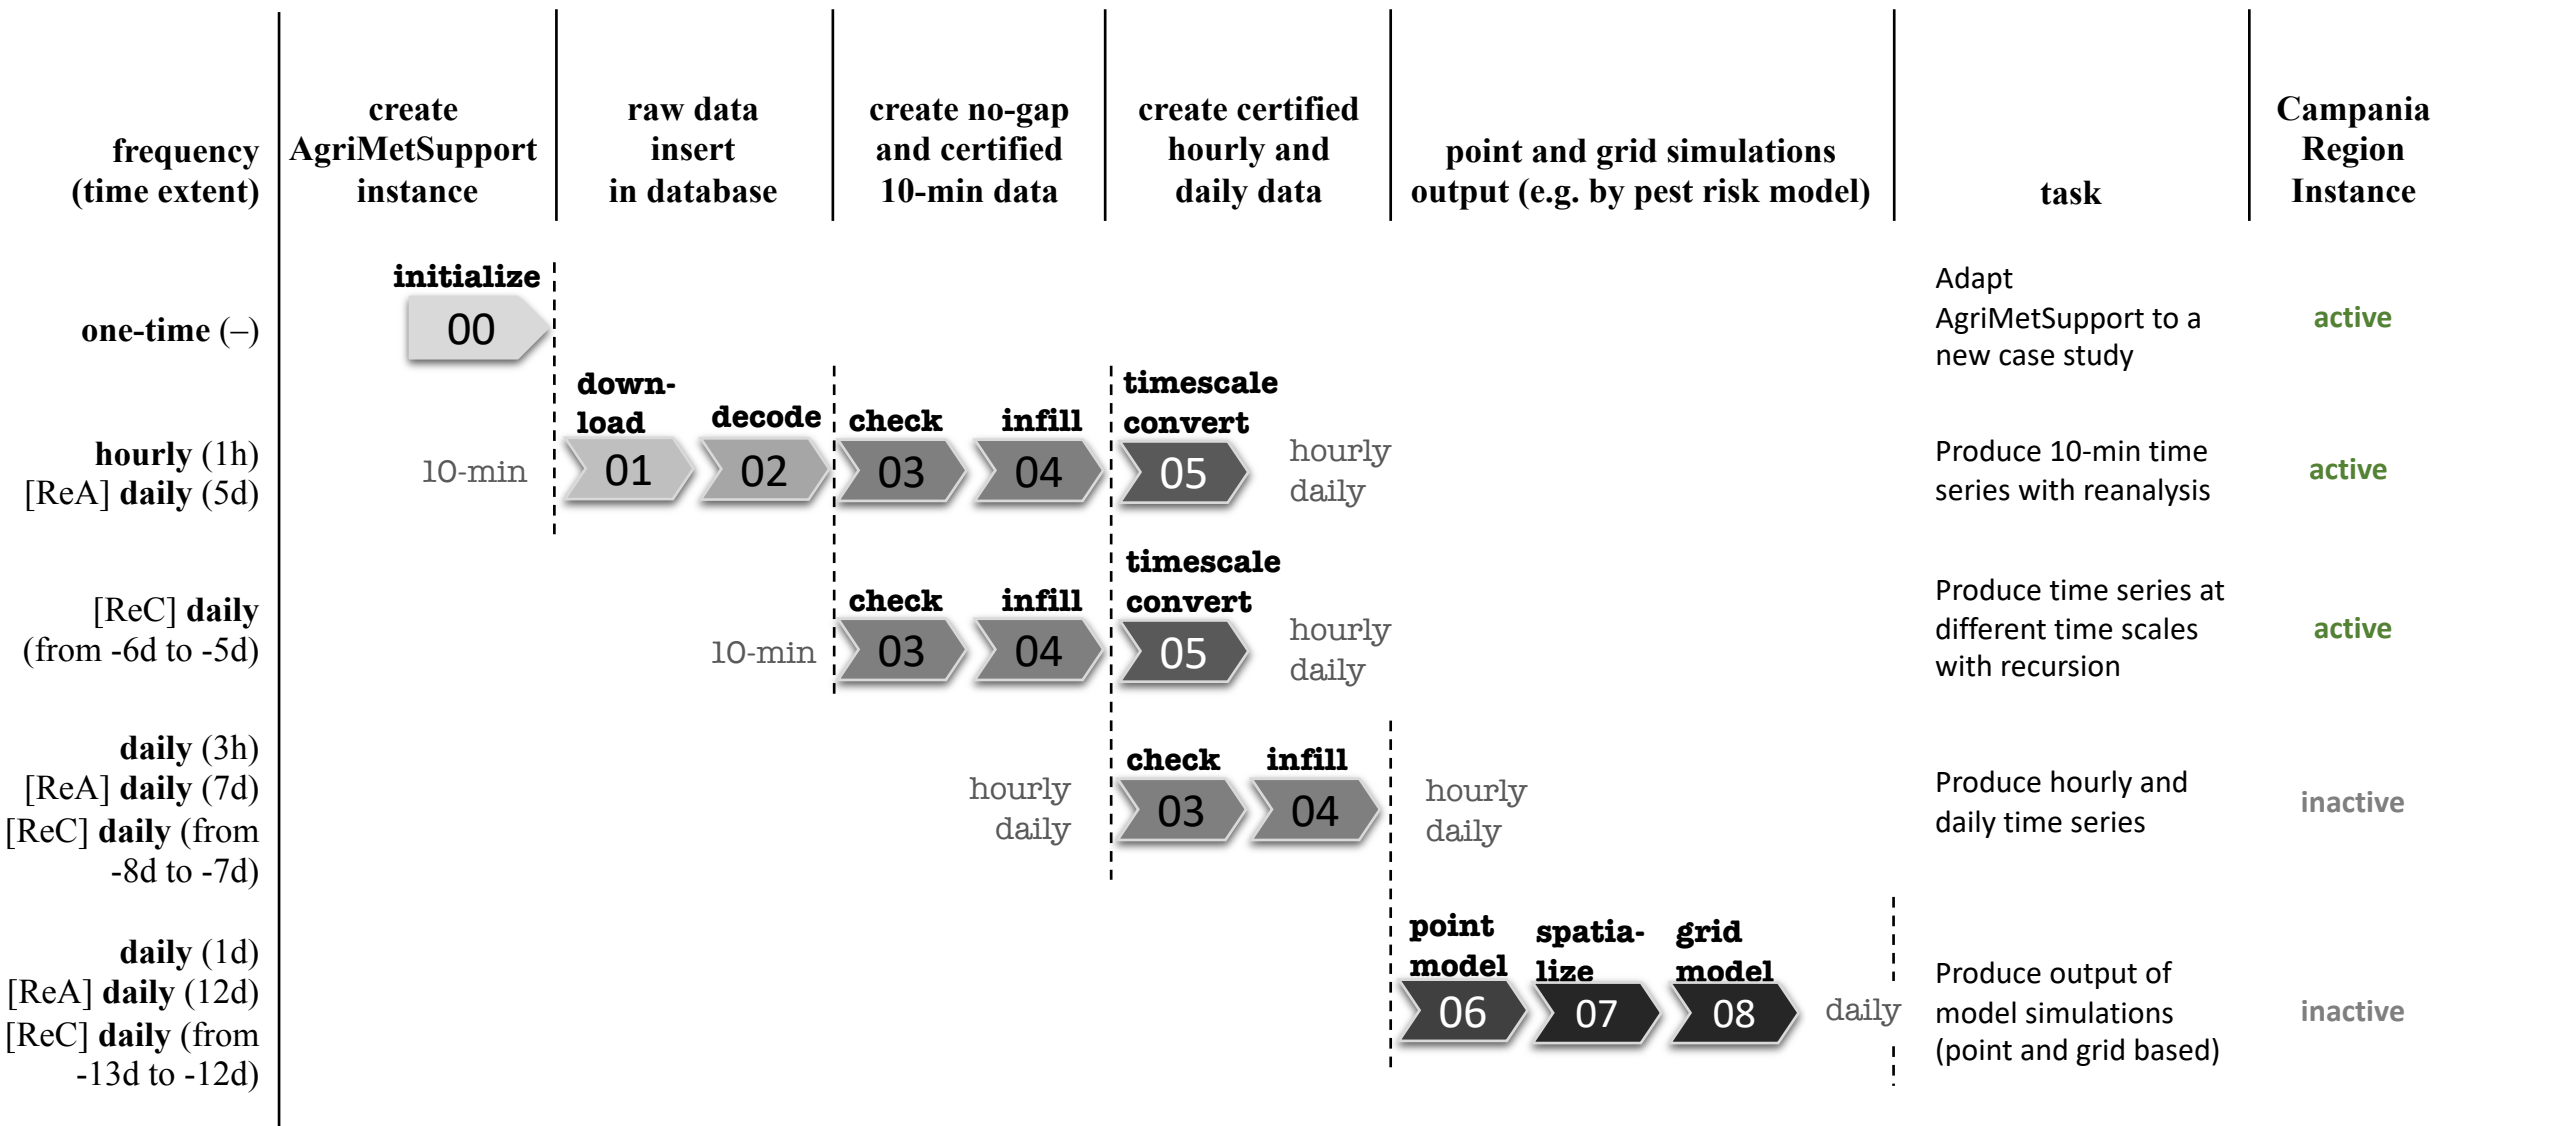 frequency
(time extent)
create
AgriMetSupport
instance
raw data
insert
in database
create no-gap
and certified
10-min data
create certified
hourly and
daily data
point and grid simulations
output (e.g. by pest risk model)
task
Campania
Region
Instance
one-time (–)
initialize
00
Adapt
AgriMetSupport to a
new case study
active
hourly (1h)
[ReA] daily (5d)
10-min
down-
load
01
decode
02
check
03
infill
04
timescale
convert
05
hourly
daily
Produce 10-min time
series with reanalysis
active
[ReC] daily
(from -6d to -5d)
10-min
check
03
infill
04
timescale
convert
05
hourly
daily
Produce time series at
different time scales
with recursion
active
daily (3h)
[ReA] daily (7d)
[ReC] daily (from
-8d to -7d)
hourly
daily
check
03
infill
04
hourly
daily
Produce hourly and
daily time series
inactive
daily (1d)
[ReA] daily (12d)
[ReC] daily (from
-13d to -12d)
point
model
06
spatia-
lize
07
grid
model
08
daily
Produce output of
model simulations
(point and grid based)
inactive